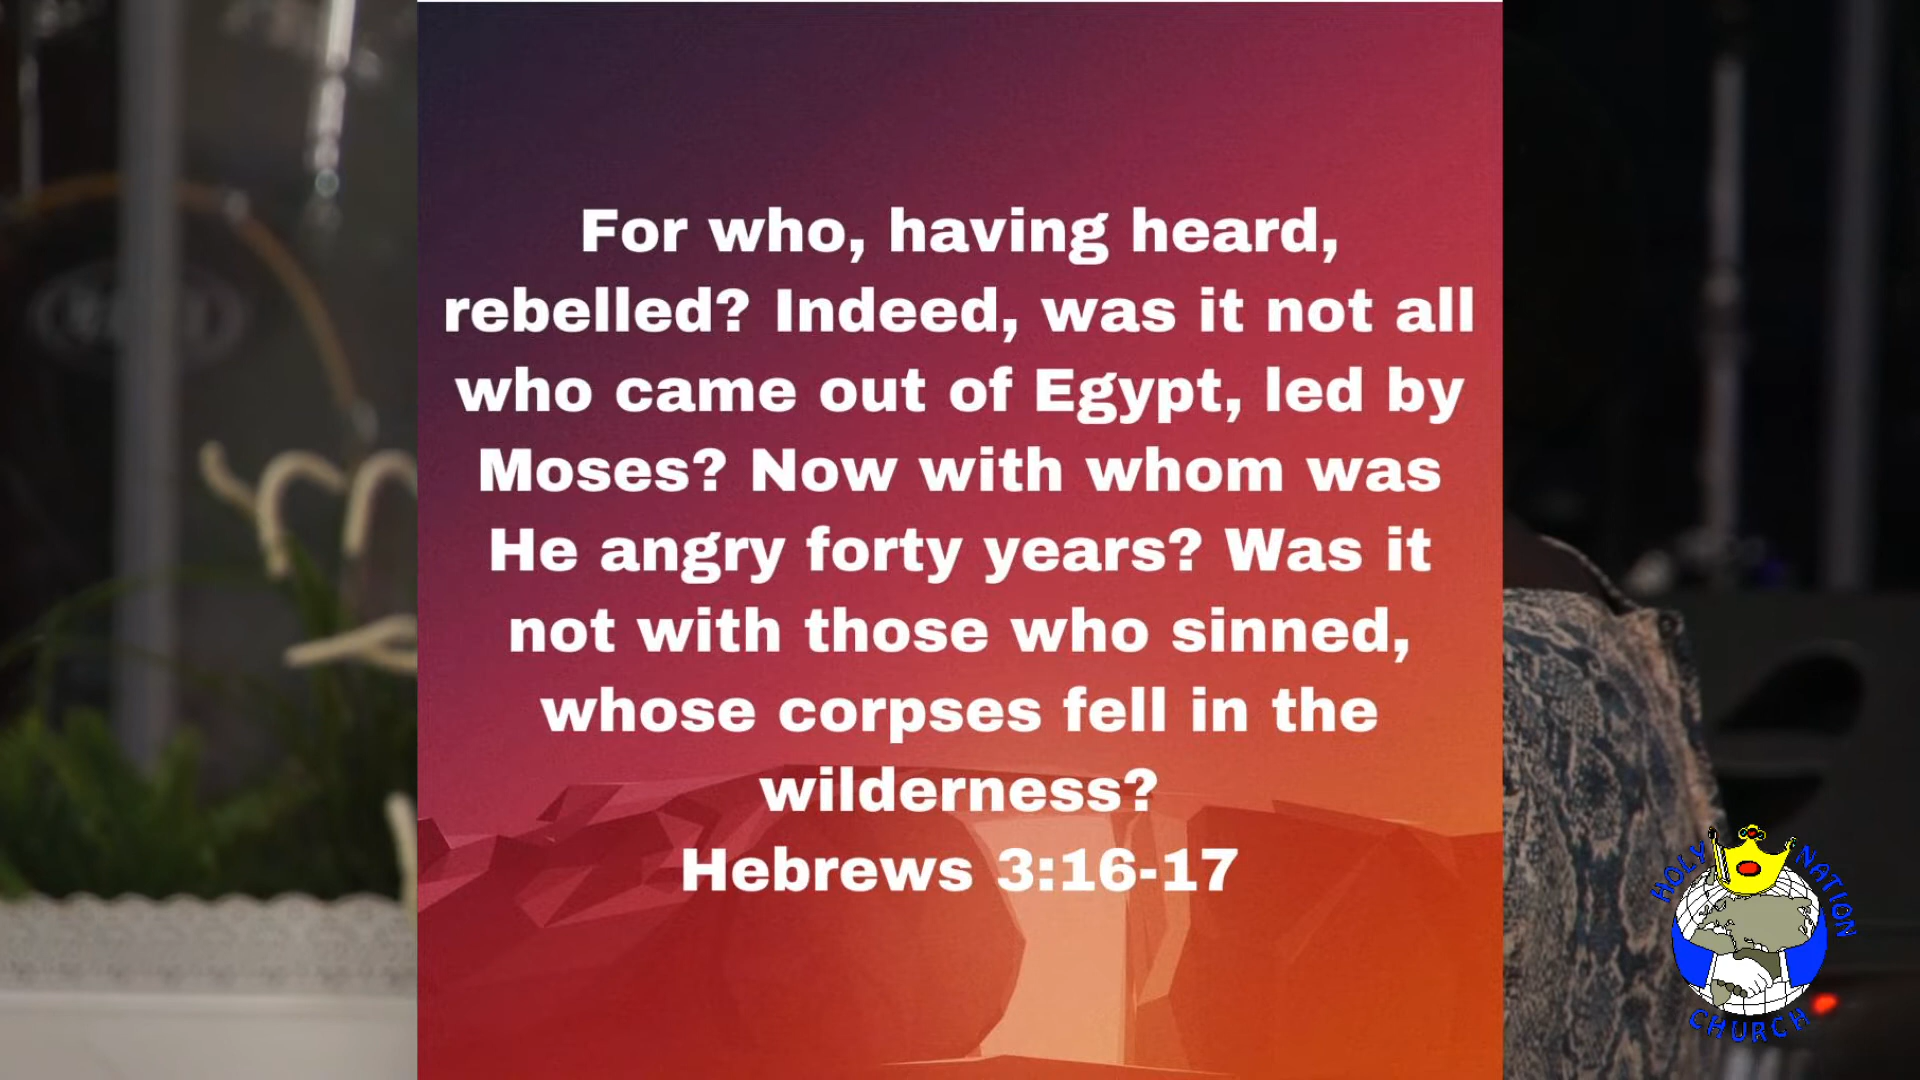 For who, having heard,
rebelled? Indeed, was it not all
who came out of Egypt, led by
Moses? Now with whom was
He angry forty years? Was it
not with those who sinned,
whose corpses fell in the
wilderness?
Hebrews 3:16-17
HOLY NATION
CHURCH